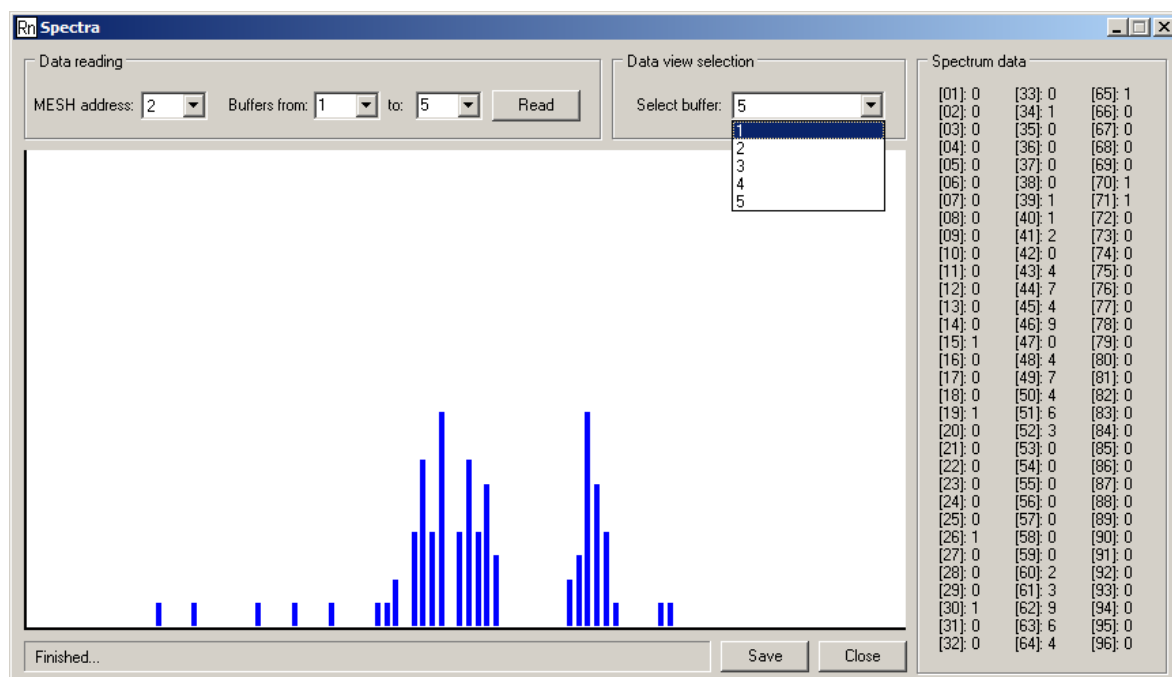 Rn Spectra
Data reading
MESH address: 2 Buffers from: 1 to: 5 Read
Data view selection
Select buffer: 5
1
2
3
4
5
Spectrum data
[01]: 0 [33]: 0 [65]: 1
[02]: 0 [34]: 1 [66]: 0
[03]: 0 [35]: 0 [67]: 0
[04]: 0 [36]: 0 [68]: 0
[05]: 0 [37]: 0 [69]: 0
[06]: 0 [38]: 0 [70]: 1
[07]: 0 [39]: 1 [71]: 1
[08]: 0 [40]: 1 [72]: 0
[09]: 0 [41]: 2 [73]: 0
[10]: 0 [42]: 0 [74]: 0
[11]: 0 [43]: 4 [75]: 0
[12]: 0 [44]: 7 [76]: 0
[13]: 0 [45]: 4 [77]: 0
[14]: 0 [46]: 9 [78]: 0
[15]: 1 [47]: 0 [79]: 0
[16]: 0 [48]: 4 [80]: 0
[17]: 0 [49]: 7 [81]: 0
[18]: 0 [50]: 4 [82]: 0
[19]: 1 [51]: 6 [83]: 0
[20]: 0 [52]: 3 [84]: 0
[21]: 0 [53]: 0 [85]: 0
[22]: 0 [54]: 0 [86]: 0
[23]: 0 [55]: 0 [87]: 0
[24]: 0 [56]: 0 [88]: 0
[25]: 0 [57]: 0 [89]: 0
[26]: 1 [58]: 0 [90]: 0
[27]: 0 [59]: 0 [91]: 0
[28]: 0 [60]: 2 [92]: 0
[29]: 0 [61]: 3 [93]: 0
[30]: 1 [62]: 9 [94]: 0
[31]: 0 [63]: 6 [95]: 0
[32]: 0 [64]: 4 [96]: 0
Finished... Save Close